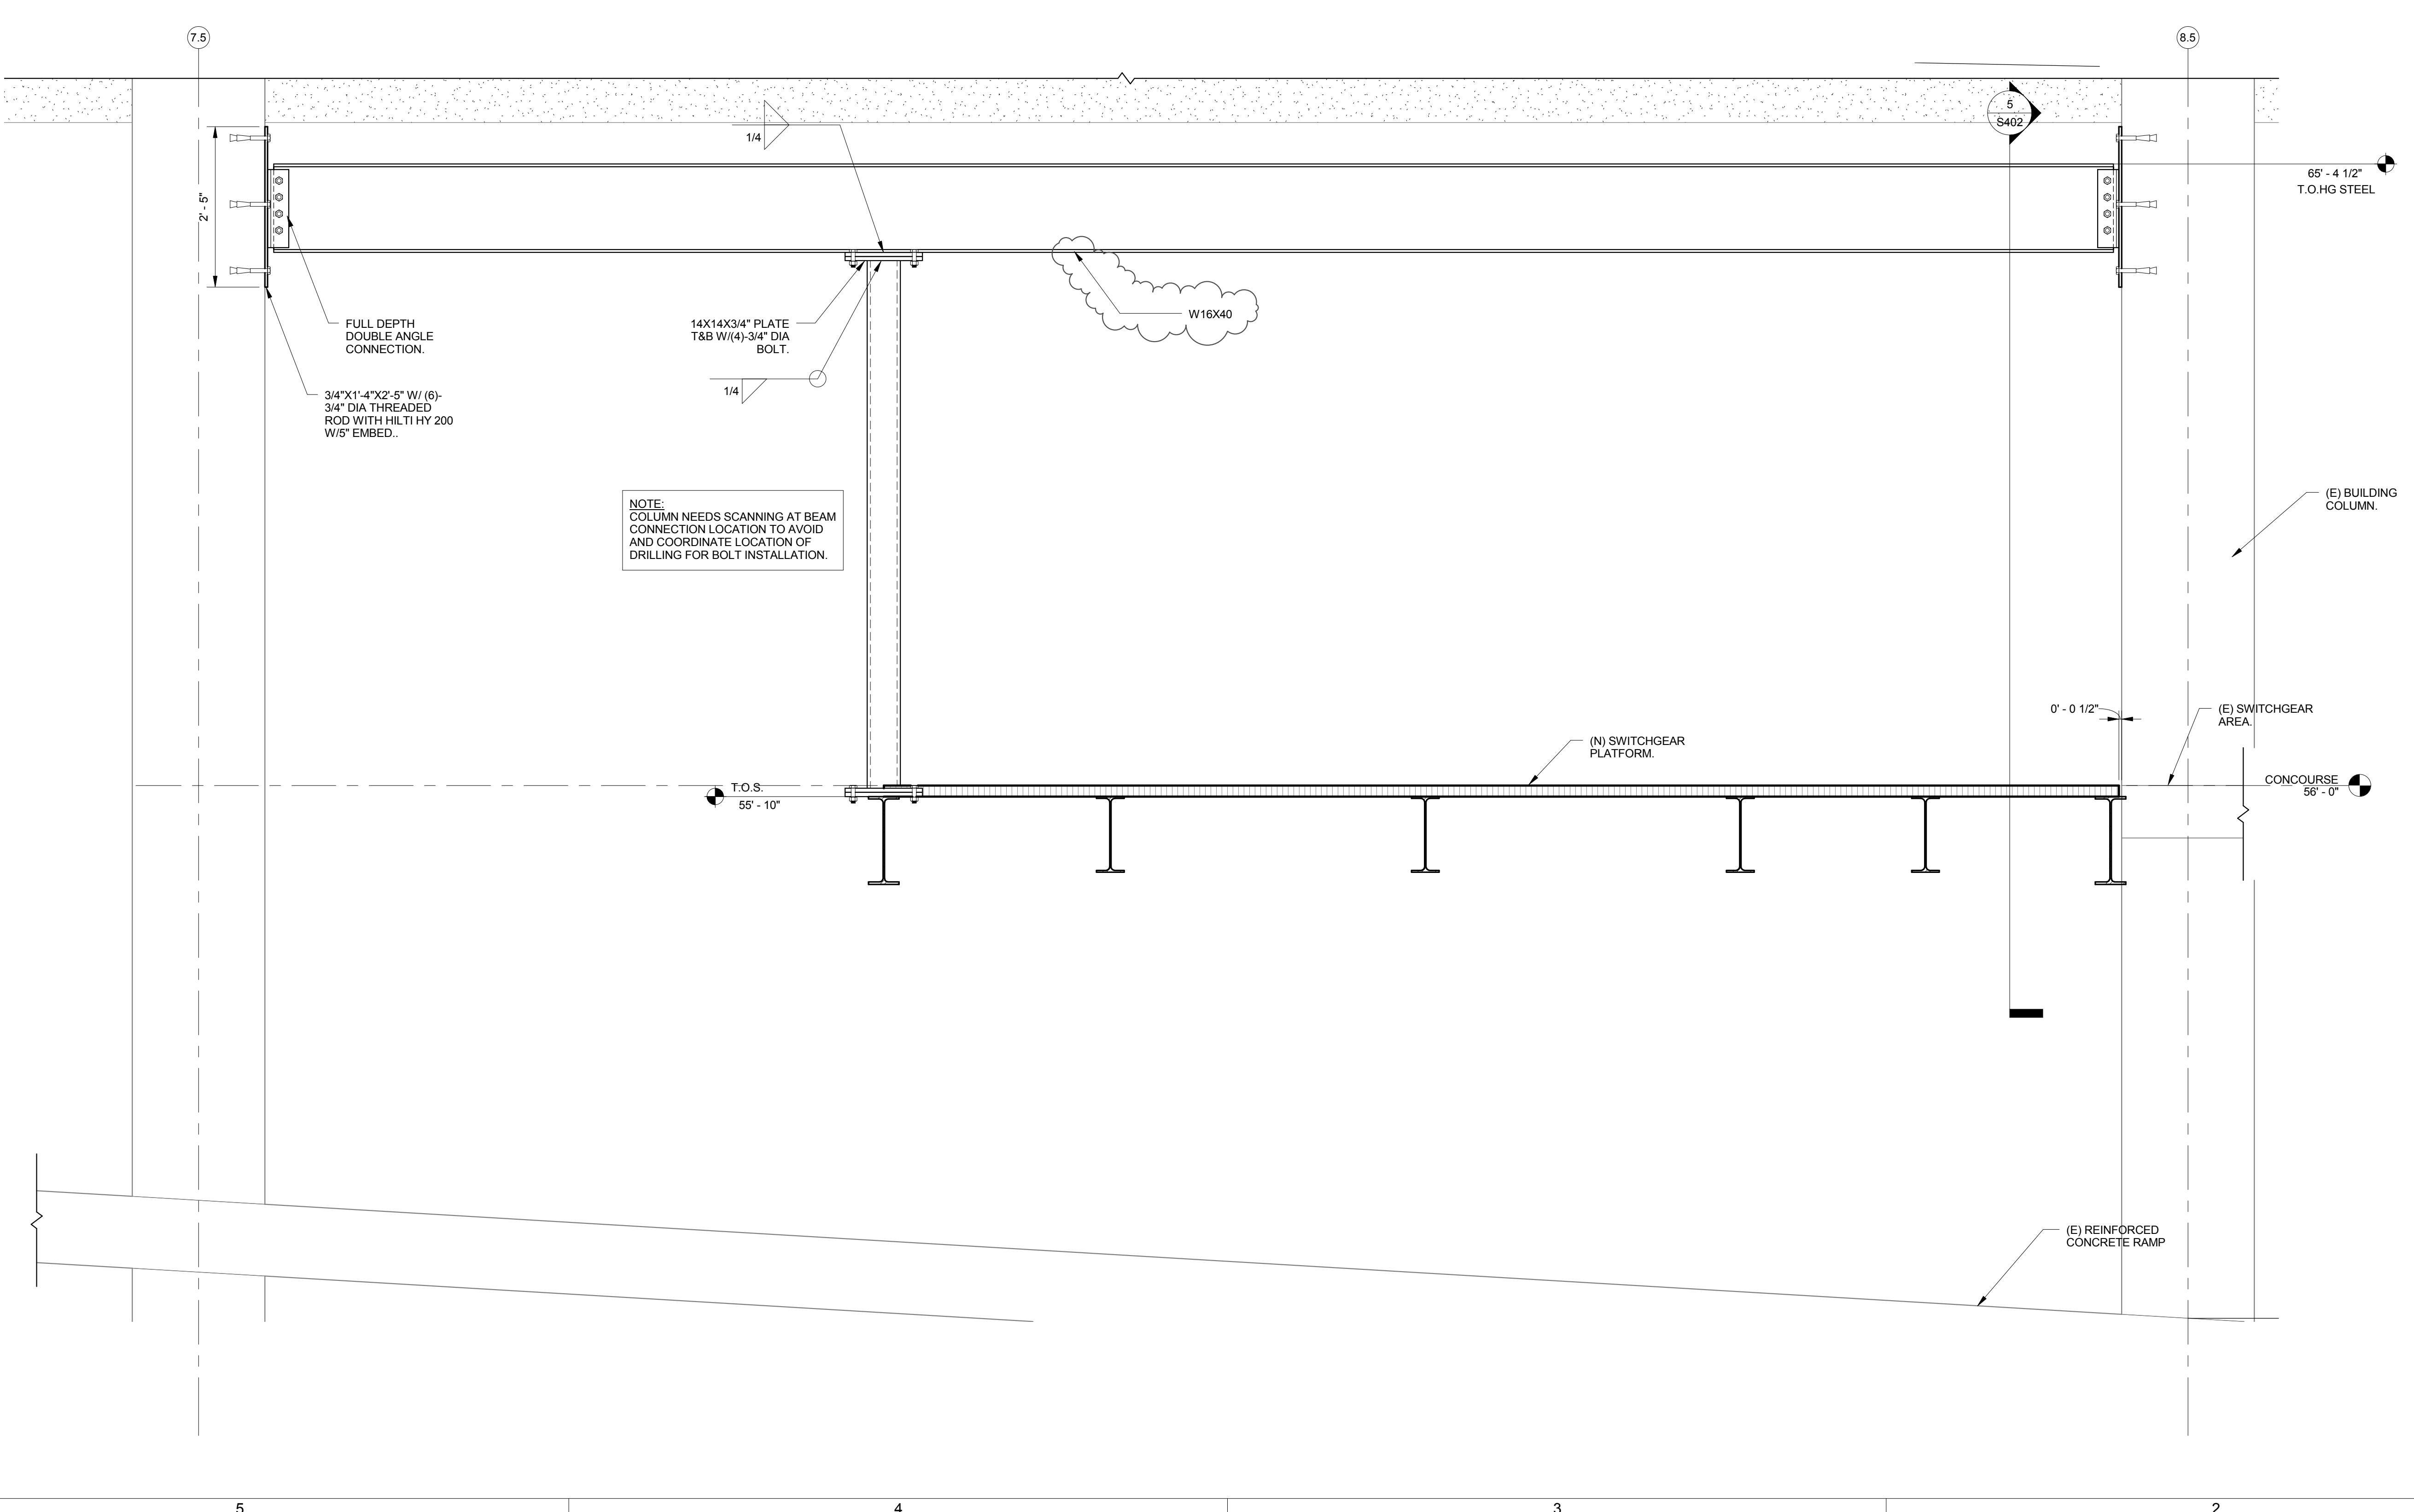 7.5
8.5
5
S402
1/4
2' - 5"
65' - 4 1/2"
T.O.HG STEEL
FULL DEPTH
DOUBLE ANGLE
CONNECTION.
14X14X3/4" PLATE
T&B W/(4)-3/4" DIA
BOLT.
W16X40
1/4
3/4"X1'-4"X2'-5" W/ (6)-
3/4" DIA THREADED
ROD WITH HILTI HY 200
W/5" EMBED..
NOTE:
COLUMN NEEDS SCANNING AT BEAM
CONNECTION LOCATION TO AVOID
AND COORDINATE LOCATION OF
DRILLING FOR BOLT INSTALLATION.
(E) BUILDING
COLUMN.
0' - 0 1/2"
(E) SWITCHGEAR
AREA.
(N) SWITCHGEAR
PLATFORM.
T.O.S.
55' - 10"
CONCOURSE
56' - 0"
(E) REINFORCED
CONCRETE RAMP
5
4
3
2